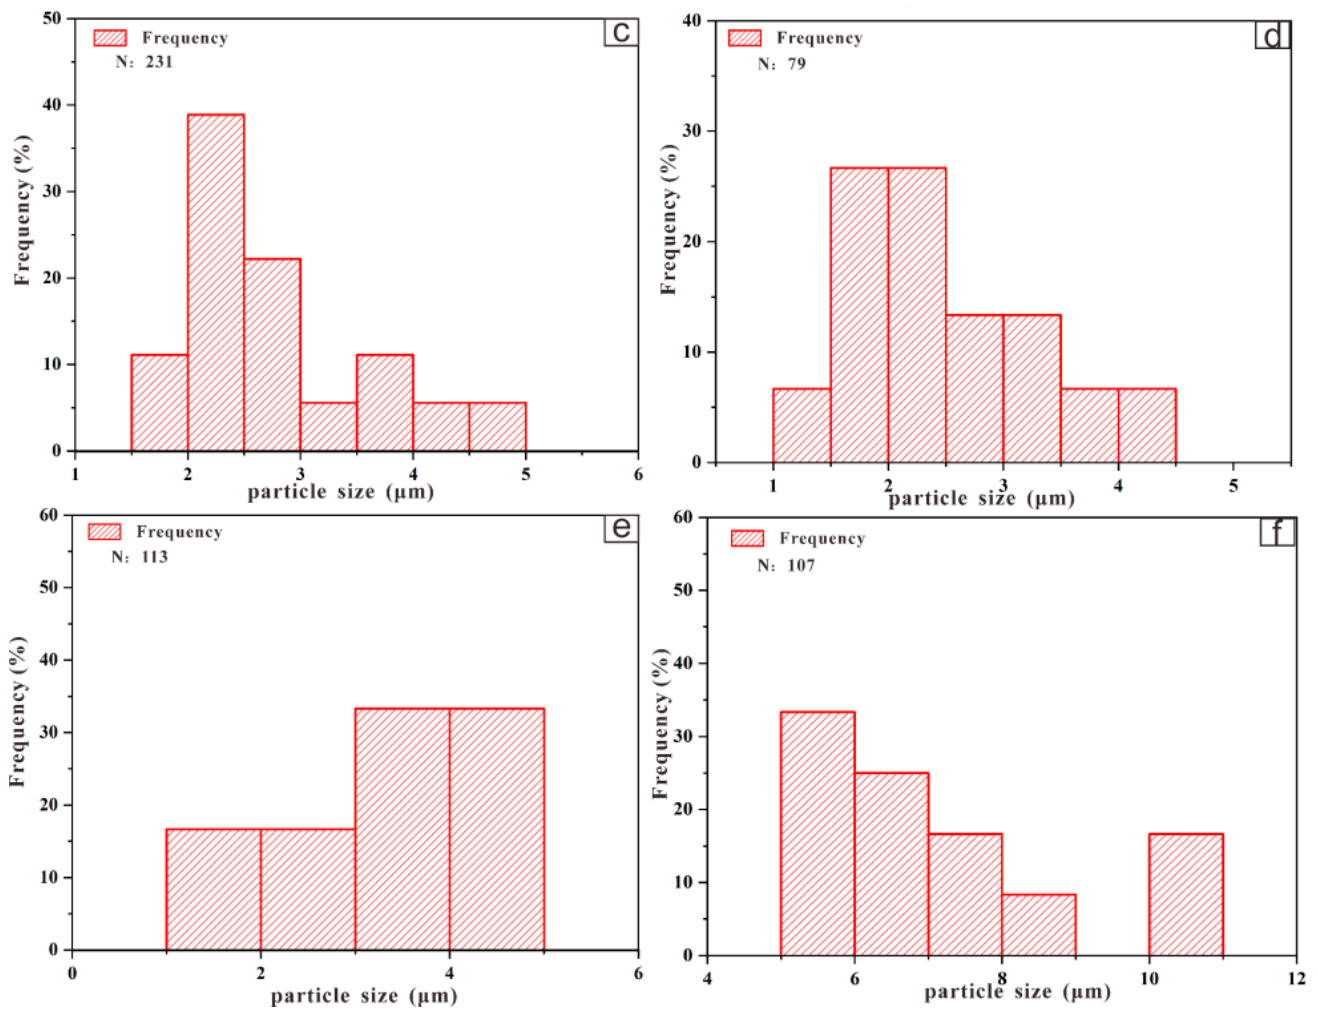 c
Frequency
N: 231
50
40
30
20
10
0
Frequency (%)
1 2 3 4 5 6
particle size (μm)
d
Frequency
N: 79
40
30
20
10
0
Frequency (%)
1 2 3 4 5
particle size (μm)
e
Frequency
N: 113
60
50
40
30
20
10
0
Frequency (%)
0 2 4 6
particle size (μm)
f
Frequency
N: 107
60
50
40
30
20
10
0
Frequency (%)
4 6 8 10 12
particle size (μm)